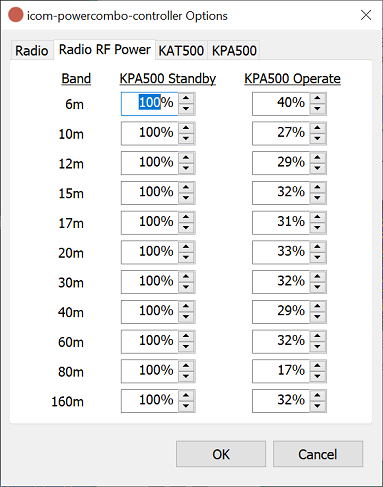 icom-powercombo-controller Options
Radio Radio RF Power KAT500 KPA500
Band KPA500 Standby KPA500 Operate
6m 100% 40%
10m 100% 27%
12m 100% 29%
15m 100% 32%
17m 100% 31%
20m 100% 33%
30m 100% 32%
40m 100% 29%
60m 100% 32%
80m 100% 17%
160m 100% 32%
OK Cancel